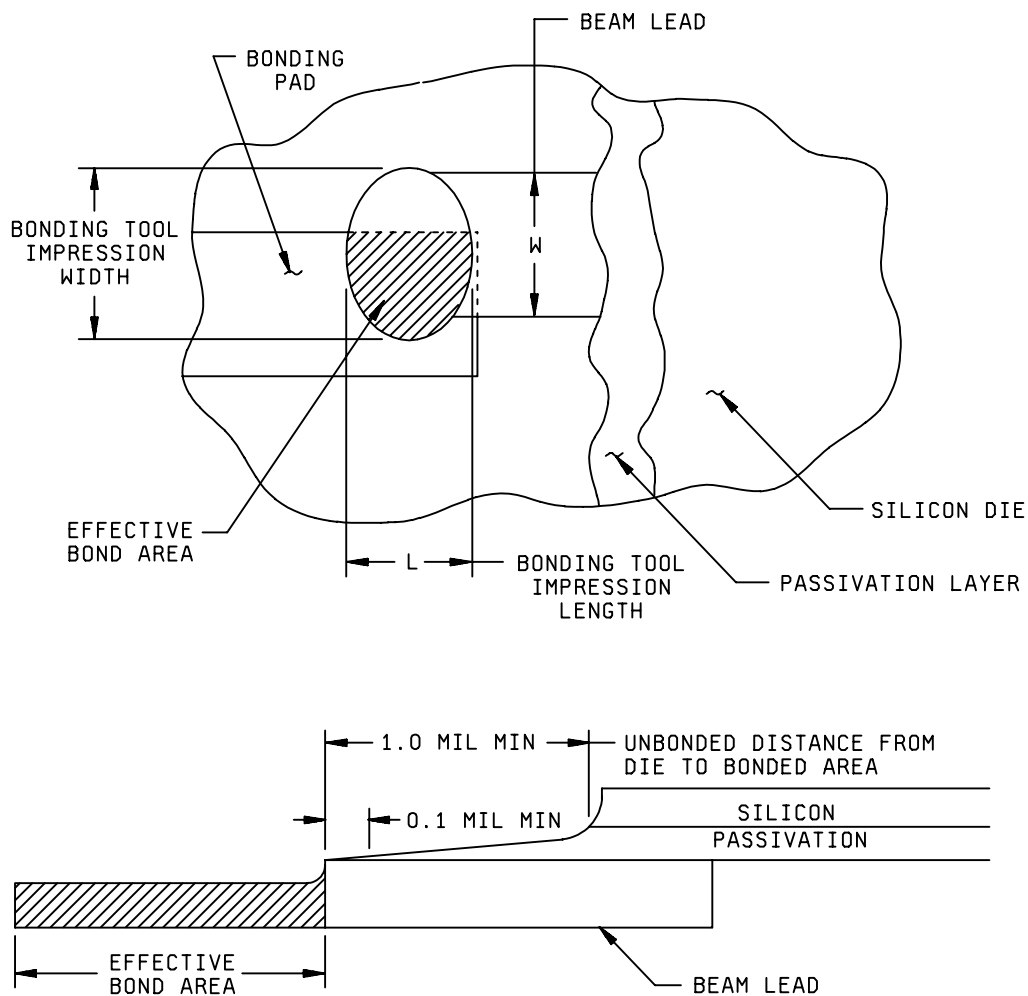 BEAM LEAD
BONDING
PAD
BONDING TOOL
IMPRESSION
WIDTH
W
EFFECTIVE
BOND AREA
L
BONDING TOOL
IMPRESSION
LENGTH
SILICON DIE
PASSIVATION LAYER
1.0 MIL MIN
UNBONDED DISTANCE FROM
DIE TO BONDED AREA
0.1 MIL MIN
SILICON
PASSIVATION
EFFECTIVE
BOND AREA
BEAM LEAD